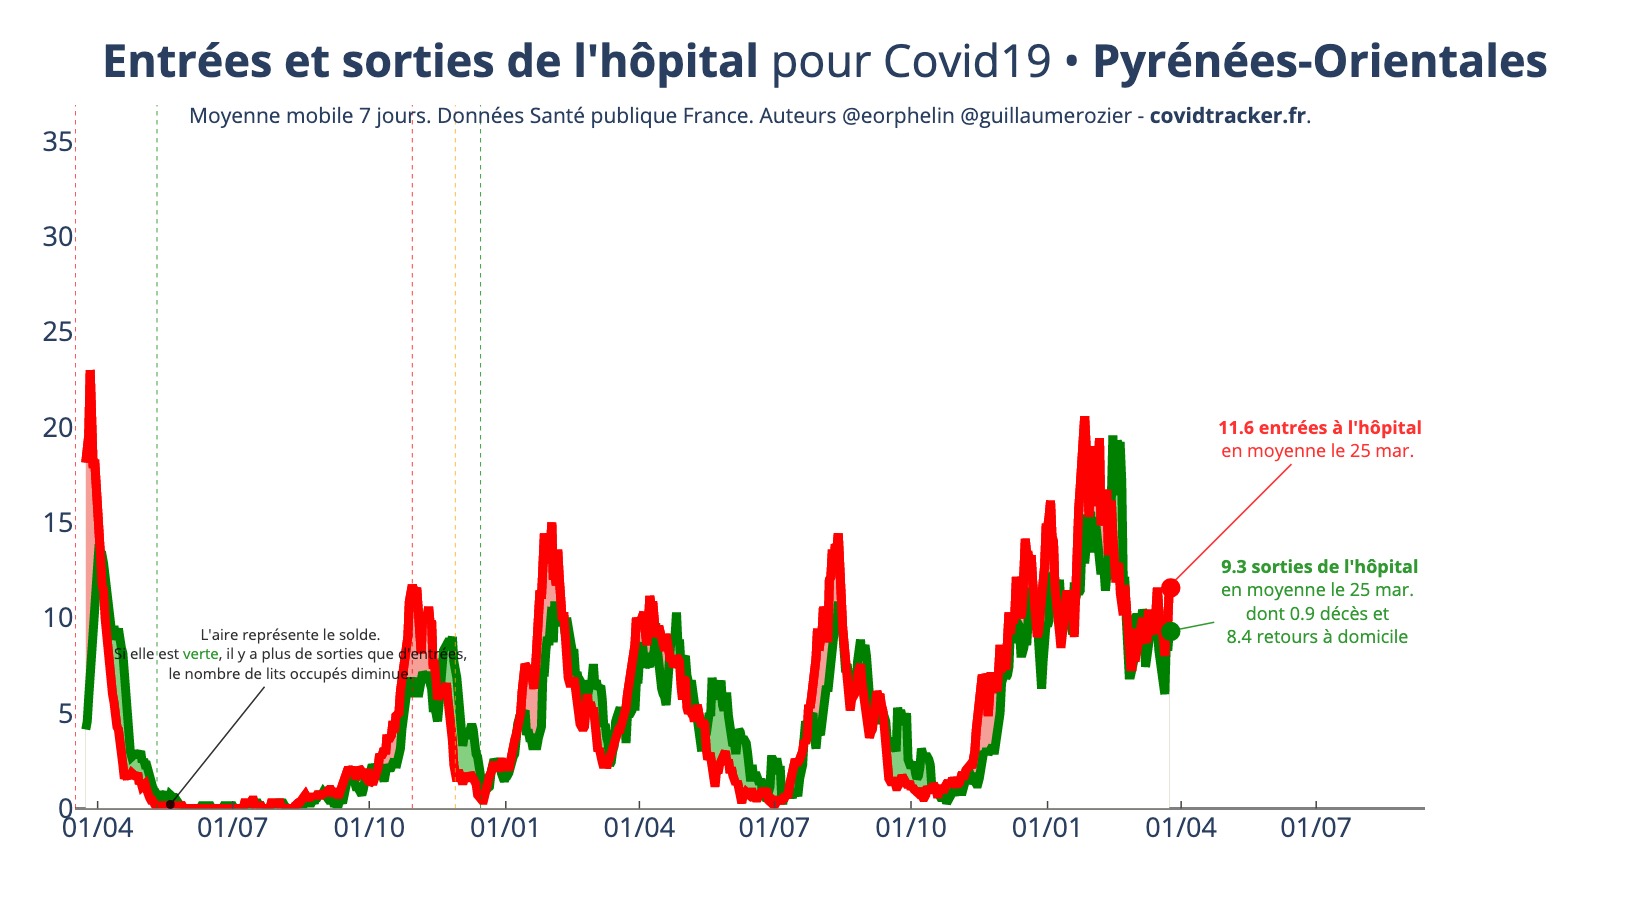 Entrées et sorties de l'hôpital pour Covid19 • Pyrénées-Orientales
Moyenne mobile 7 jours. Données Santé publique France. Auteurs @eorphelin @guillaumerozier - covidtracker.fr.
35
30
25
20
15
10
5
0
11.6 entrées à l'hôpital
en moyenne le 25 mar.
9.3 sorties de l'hôpital
en moyenne le 25 mar.
dont 0.9 décès et
8.4 retours à domicile
L'aire représente le solde.
Si elle est verte, il y a plus de sorties que d'entrées,
le nombre de lits occupés diminue.
01/04 01/07 01/10 01/01 01/04 01/07 01/10 01/01 01/04 01/07